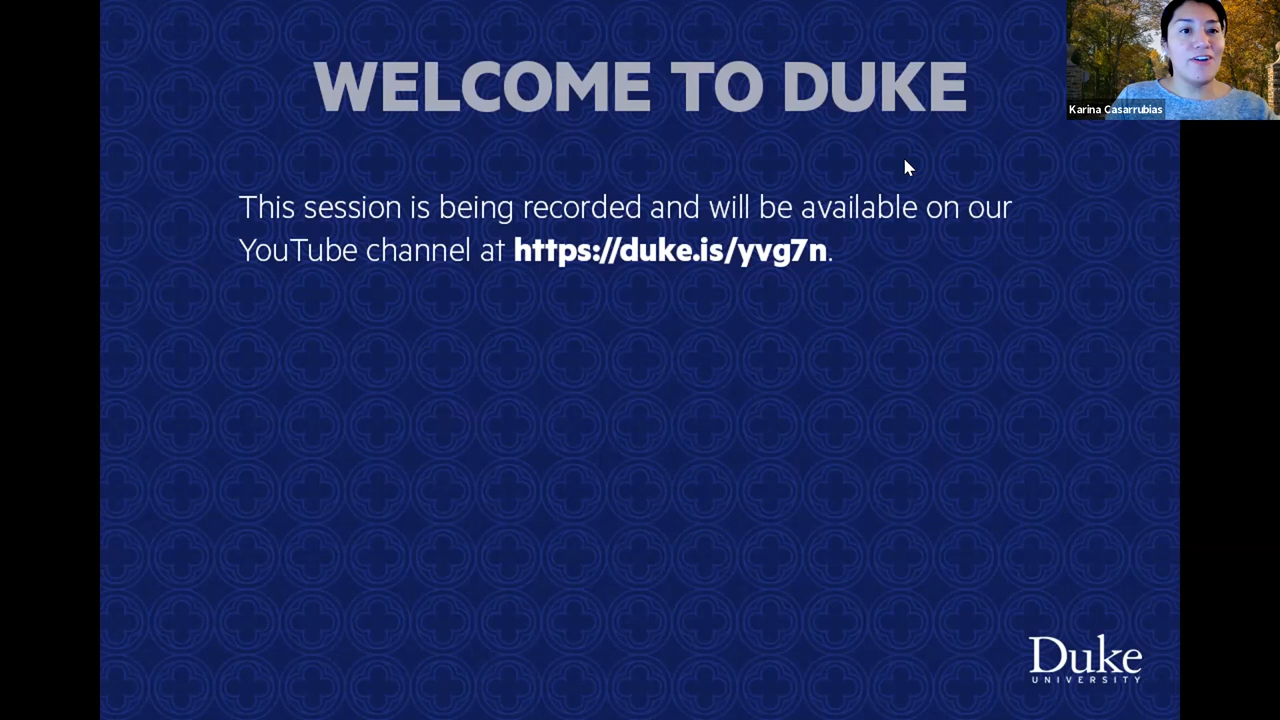 WELCOME TO DUKE
Karina Casarrubias
This session is being recorded and will be available on our
YouTube channel at https://duke.is/yvg7n.
Duke
UNIVERSITY